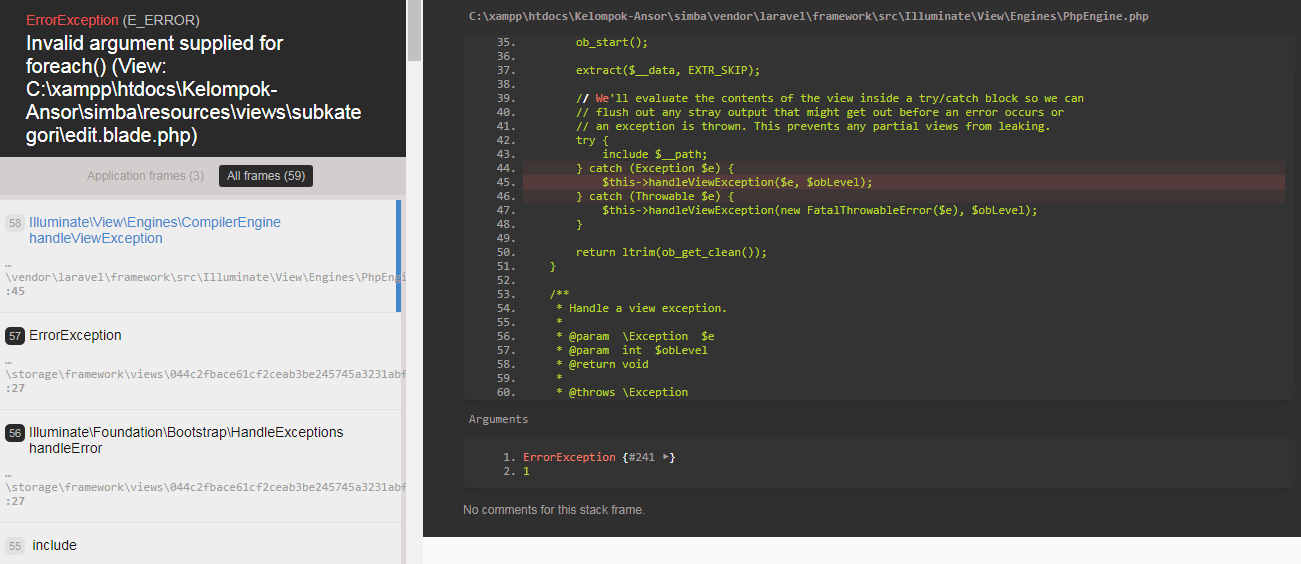 ErrorException (E_ERROR)
Invalid argument supplied for
foreach() (View:
C:\xampp\htdocs\Kelompok-
Ansor\simba\resources\views\subkate
gori\edit.blade.php)
Application frames (3)
All frames (59)
58 Illuminate\View\Engines\CompilerEngine
handleViewException
…
\vendor\laravel\framework\src\Illuminate\View\Engines\PhpEngi
:45
57 ErrorException
…
\storage\framework\views\044c2fbace61cf2ceab3be245745a3231abf
:27
56 Illuminate\Foundation\Bootstrap\HandleExceptions
handleError
…
\storage\framework\views\044c2fbace61cf2ceab3be245745a3231abf
:27
55 include
C:\xampp\htdocs\Kelompok-Ansor\simba\vendor\laravel\framework\src\Illuminate\View\Engines\PhpEngine.php
35. ob_start();
36.
37. extract($__data, EXTR_SKIP);
38.
39. // We'll evaluate the contents of the view inside a try/catch block so we can
40. // flush out any stray output that might get out before an error occurs or
41. // an exception is thrown. This prevents any partial views from leaking.
42. try {
43. include $__path;
44. } catch (Exception $e) {
45. $this->handleViewException($e, $obLevel);
46. } catch (Throwable $e) {
47. $this->handleViewException(new FatalThrowableError($e), $obLevel);
48. }
49.
50. return ltrim(ob_get_clean());
51. }
52.
53. /**
54. * Handle a view exception.
55. *
56. * @param  \Exception  $e
57. * @param  int  $obLevel
58. * @return void
59. *
60. * @throws \Exception
Arguments
1. ErrorException {#241 ▶}
2. 1
No comments for this stack frame.